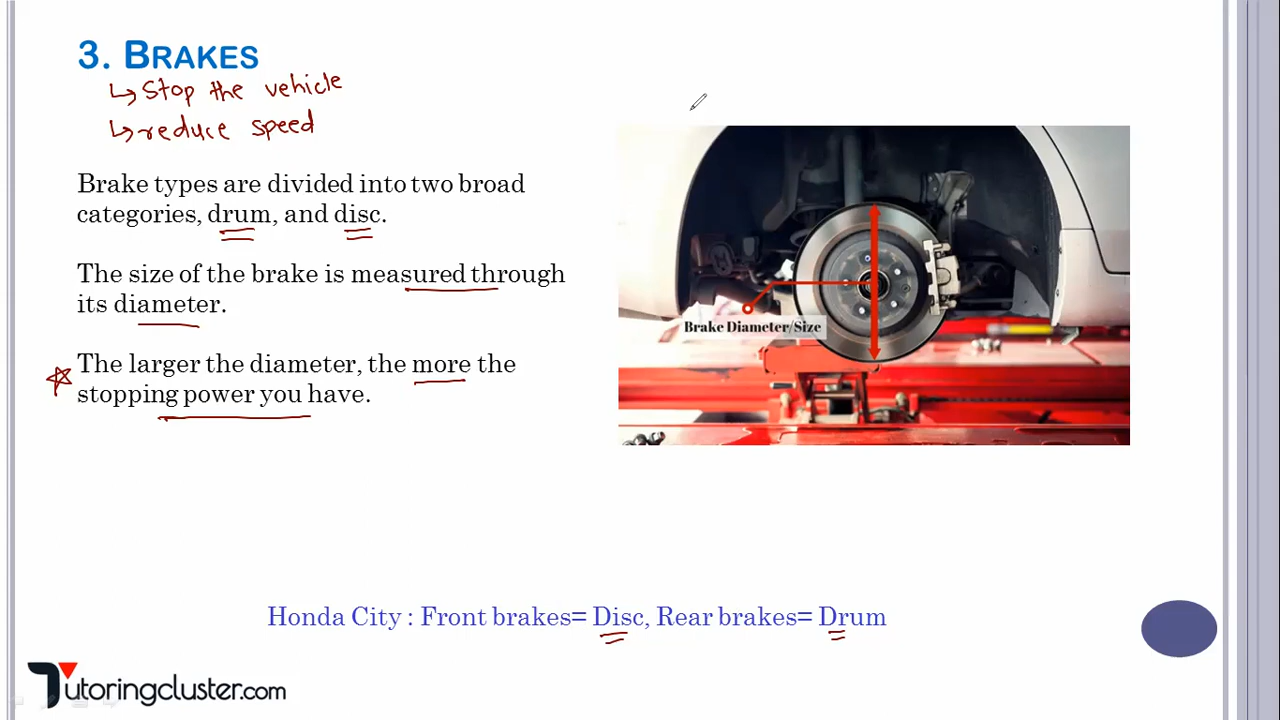 3. BRAKES
↳ Stop the vehicle
↳ reduce speed
Brake types are divided into two broad
categories, drum, and disc.
The size of the brake is measured through
its diameter.
The larger the diameter, the more the
stopping power you have.
Brake Diameter/Size
Honda City : Front brakes= Disc, Rear brakes= Drum
Tutoringcluster.com